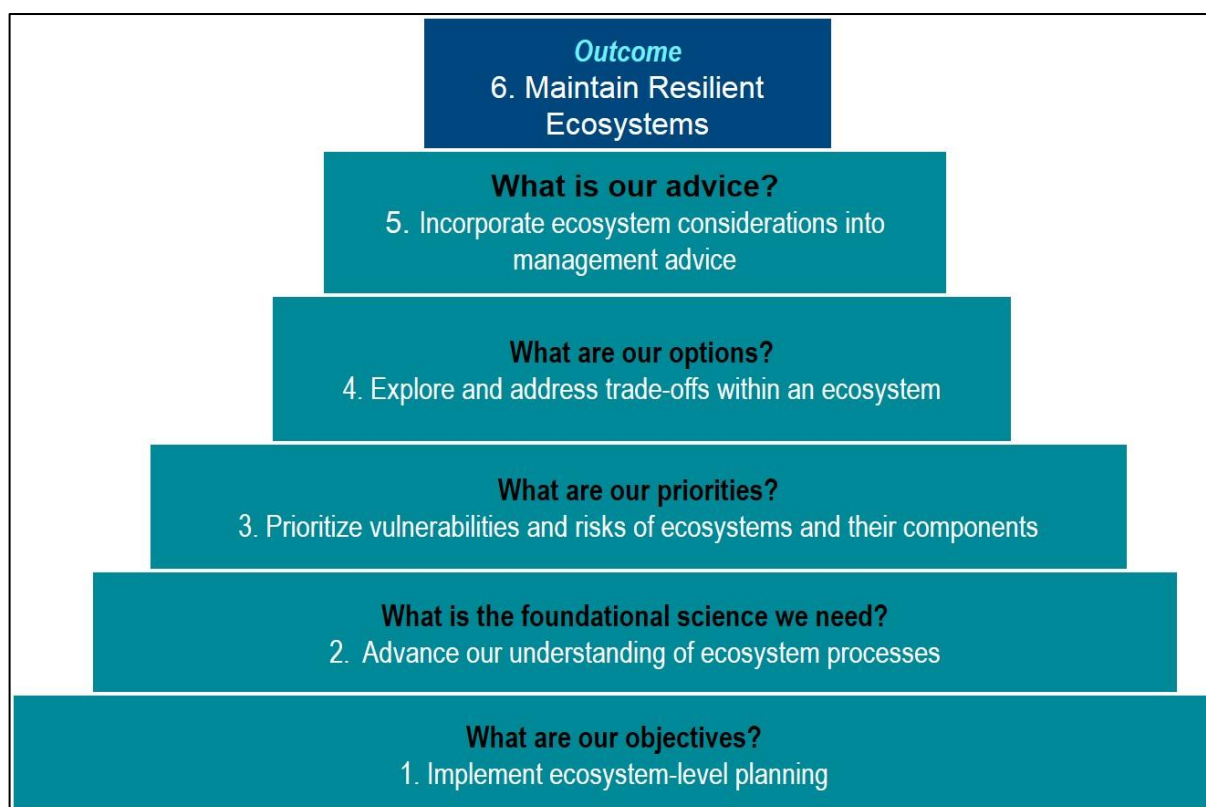 Outcome
6. Maintain Resilient
Ecosystems
What is our advice?
5. Incorporate ecosystem considerations into
management advice
What are our options?
4. Explore and address trade-offs within an ecosystem
What are our priorities?
3. Prioritize vulnerabilities and risks of ecosystems and their components
What is the foundational science we need?
2. Advance our understanding of ecosystem processes
What are our objectives?
1. Implement ecosystem-level planning